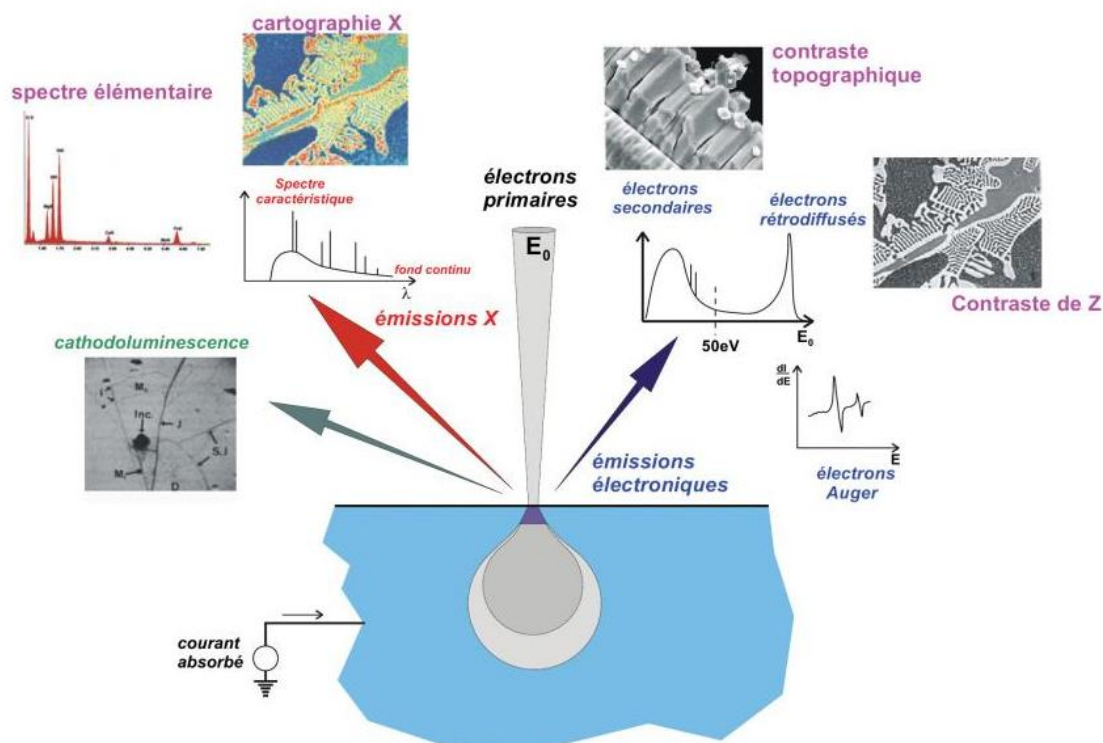 cartographie X
spectre élémentaire
contraste
topographique
Spectre
caractéristique
fond continu
λ
émissions X
électrons
primaires
E₀
électrons
secondaires
électrons
rétrodiffusés
50eV
E₀
Contraste de Z
cathodoluminescence
Inc.
J
S.J
D
dI
dE
E
électrons
Auger
émissions
électroniques
courant
absorbé